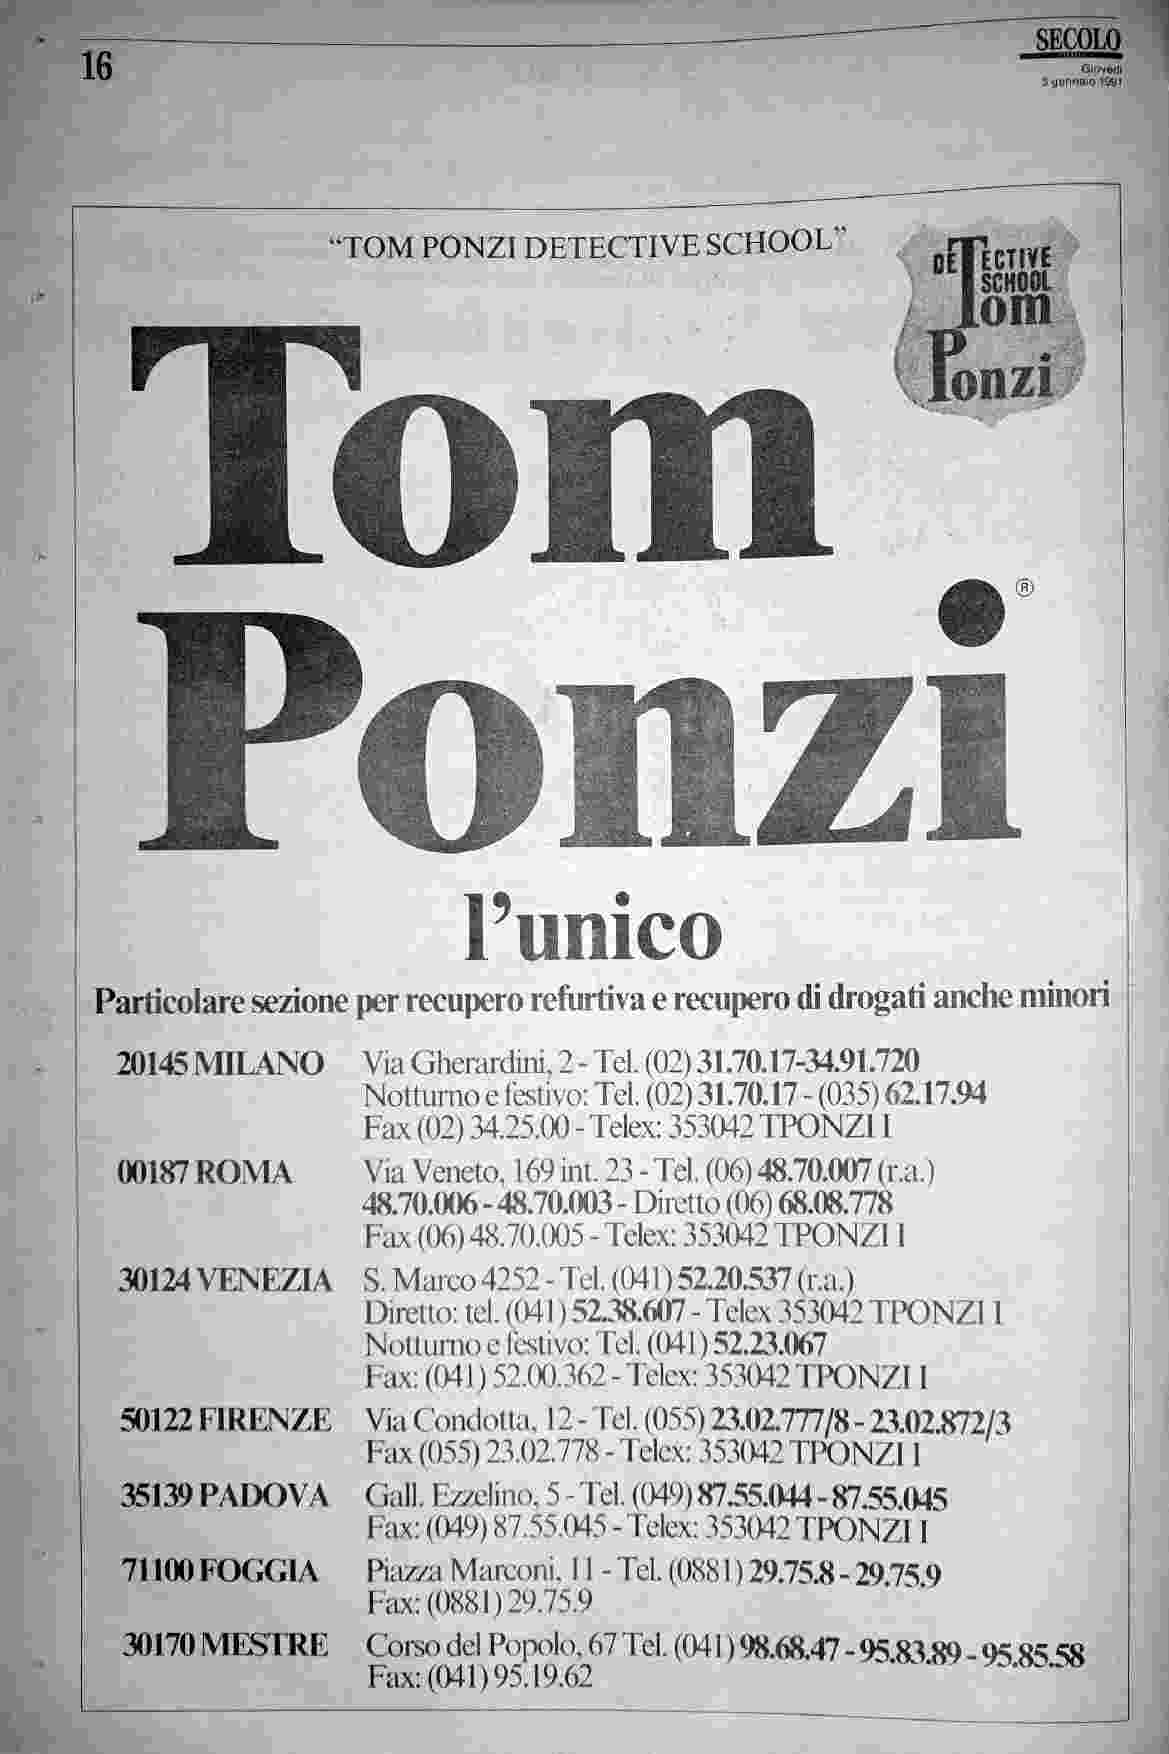 16
SECOLO
Giovedì
3 gennaio 1991
“TOM PONZI DETECTIVE SCHOOL”
DETECTIVE
SCHOOL
Tom
Ponzi
Tom
Ponzi ®
l’unico
Particolare sezione per recupero refurtiva e recupero di drogati anche minori
20145 MILANO Via Gherardini, 2 - Tel. (02) 31.70.17-34.91.720
Notturno e festivo: Tel. (02) 31.70.17 - (035) 62.17.94
Fax (02) 34.25.00 - Telex: 353042 TPONZI I
00187 ROMA Via Veneto, 169 int. 23 - Tel. (06) 48.70.007 (r.a.)
48.70.006 - 48.70.003 - Diretto (06) 68.08.778
Fax (06) 48.70.005 - Telex: 353042 TPONZI I
30124 VENEZIA S. Marco 4252 - Tel. (041) 52.20.537 (r.a.)
Diretto: tel. (041) 52.38.607 - Telex 353042 TPONZI I
Notturno e festivo: Tel. (041) 52.23.067
Fax: (041) 52.00.362 - Telex: 353042 TPONZI I
50122 FIRENZE Via Condotta, 12 - Tel. (055) 23.02.777/8 - 23.02.872/3
Fax (055) 23.02.778 - Telex: 353042 TPONZI I
35139 PADOVA Gall. Ezzelino, 5 - Tel. (049) 87.55.044 - 87.55.045
Fax: (049) 87.55.045 - Telex: 353042 TPONZI I
71100 FOGGIA Piazza Marconi, 11 - Tel. (0881) 29.75.8 - 29.75.9
Fax: (0881) 29.75.9
30170 MESTRE Corso del Popolo, 67 Tel. (041) 98.68.47 - 95.83.89 - 95.85.58
Fax: (041) 95.19.62